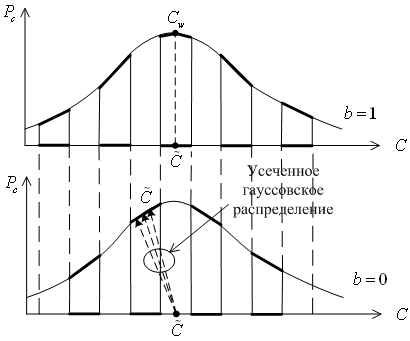 P_c
C_w
b=1
C̃
C
P_c
C̃
Усеченное
гауссовское
распределение
b=0
C̃
C